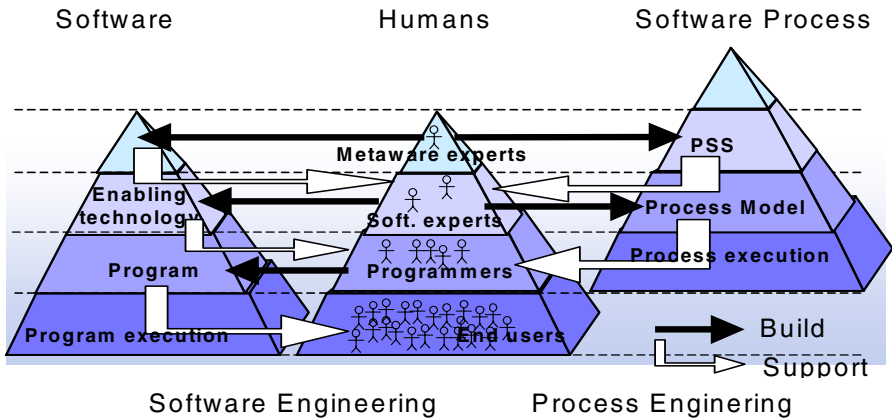 Software
Humans
Software Process
Metaware experts
PSS
Enabling
technology
Soft. experts
Process Model
Program
Programmers
Process execution
Program execution
End users
Build
Support
Software Engineering
Process Enginering